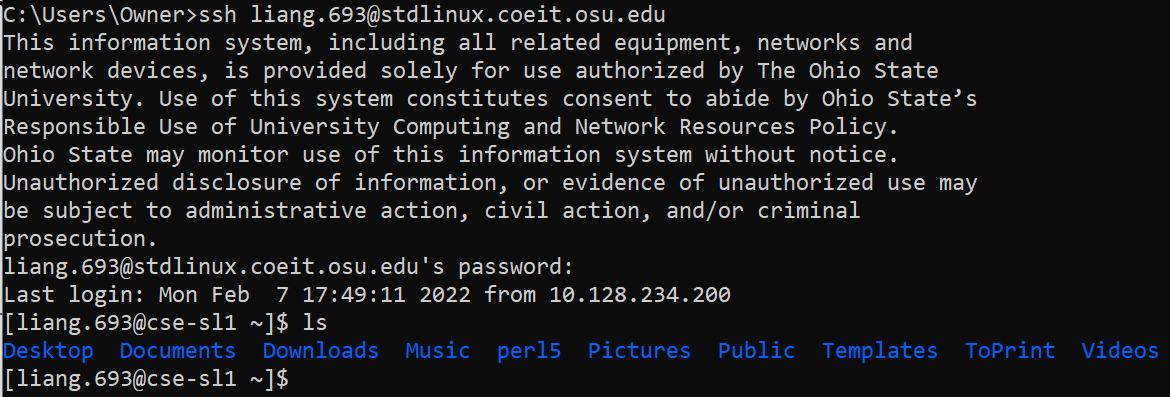 C:\Users\Owner>ssh liang.693@stdlinux.coeit.osu.edu
This information system, including all related equipment, networks and
network devices, is provided solely for use authorized by The Ohio State
University. Use of this system constitutes consent to abide by Ohio State’s
Responsible Use of University Computing and Network Resources Policy.
Ohio State may monitor use of this information system without notice.
Unauthorized disclosure of information, or evidence of unauthorized use may
be subject to administrative action, civil action, and/or criminal
prosecution.
liang.693@stdlinux.coeit.osu.edu's password:
Last login: Mon Feb  7 17:49:11 2022 from 10.128.234.200
[liang.693@cse-sl1 ~]$ ls
Desktop  Documents  Downloads  Music  perl5  Pictures  Public  Templates  ToPrint  Videos
[liang.693@cse-sl1 ~]$